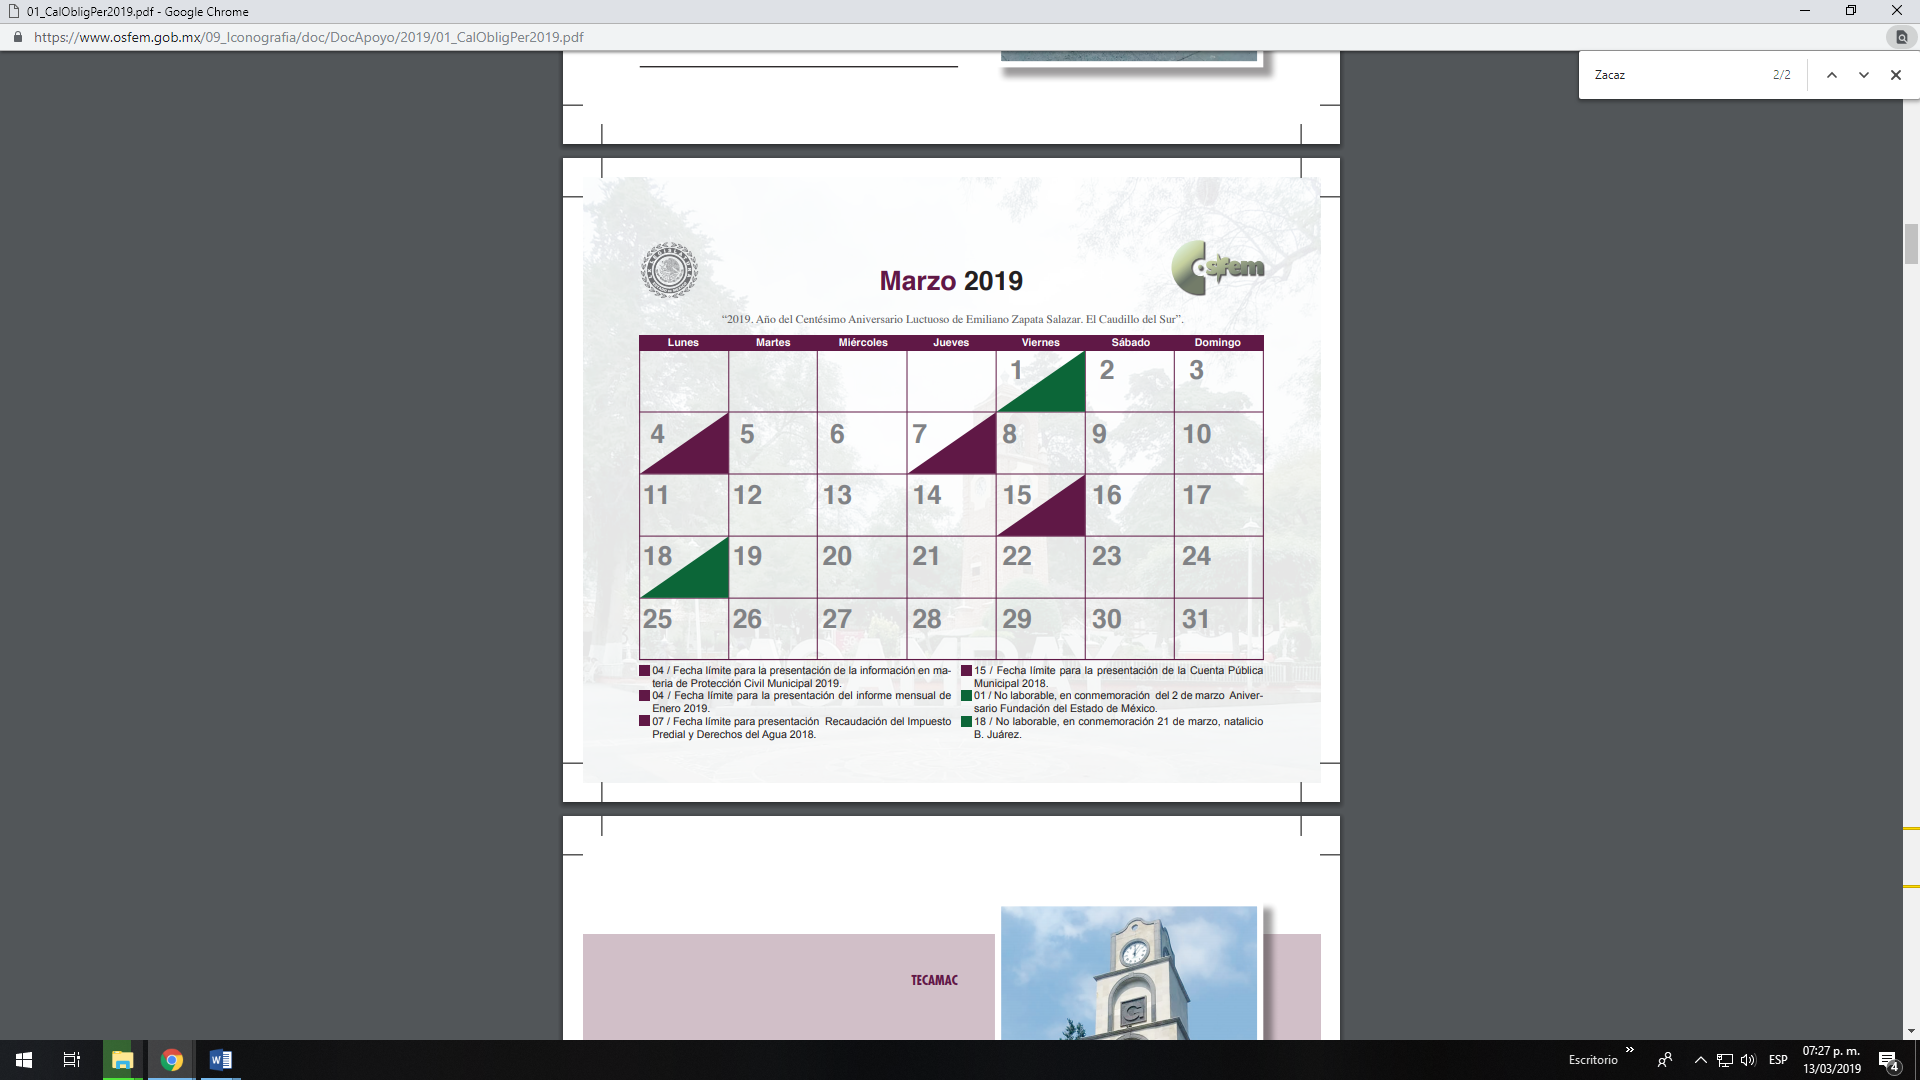 01_CalObligPer2019.pdf - Google Chrome
https://www.osfem.gob.mx/09_Iconografia/doc/DocApoyo/2019/01_CalObligPer2019.pdf
Zacaz 2/2
osfem
Marzo 2019
“2019. Año del Centésimo Aniversario Luctuoso de Emiliano Zapata Salazar. El Caudillo del Sur”.
Lunes Martes Miércoles Jueves Viernes Sábado Domingo
1 2 3
4 5 6 7 8 9 10
11 12 13 14 15 16 17
18 19 20 21 22 23 24
25 26 27 28 29 30 31
ACAMBAY
04 / Fecha límite para la presentación de la información en ma-
teria de Protección Civil Municipal 2019.
04 / Fecha límite para la presentación del informe mensual de
Enero 2019.
07 / Fecha límite para presentación Recaudación del Impuesto
Predial y Derechos del Agua 2018.
15 / Fecha límite para la presentación de la Cuenta Pública
Municipal 2018.
01 / No laborable, en conmemoración del 2 de marzo Aniver-
sario Fundación del Estado de México.
18 / No laborable, en conmemoración 21 de marzo, natalicio
B. Juárez.
TECAMAC
Escritorio
ESP
07:27 p. m.
13/03/2019
4